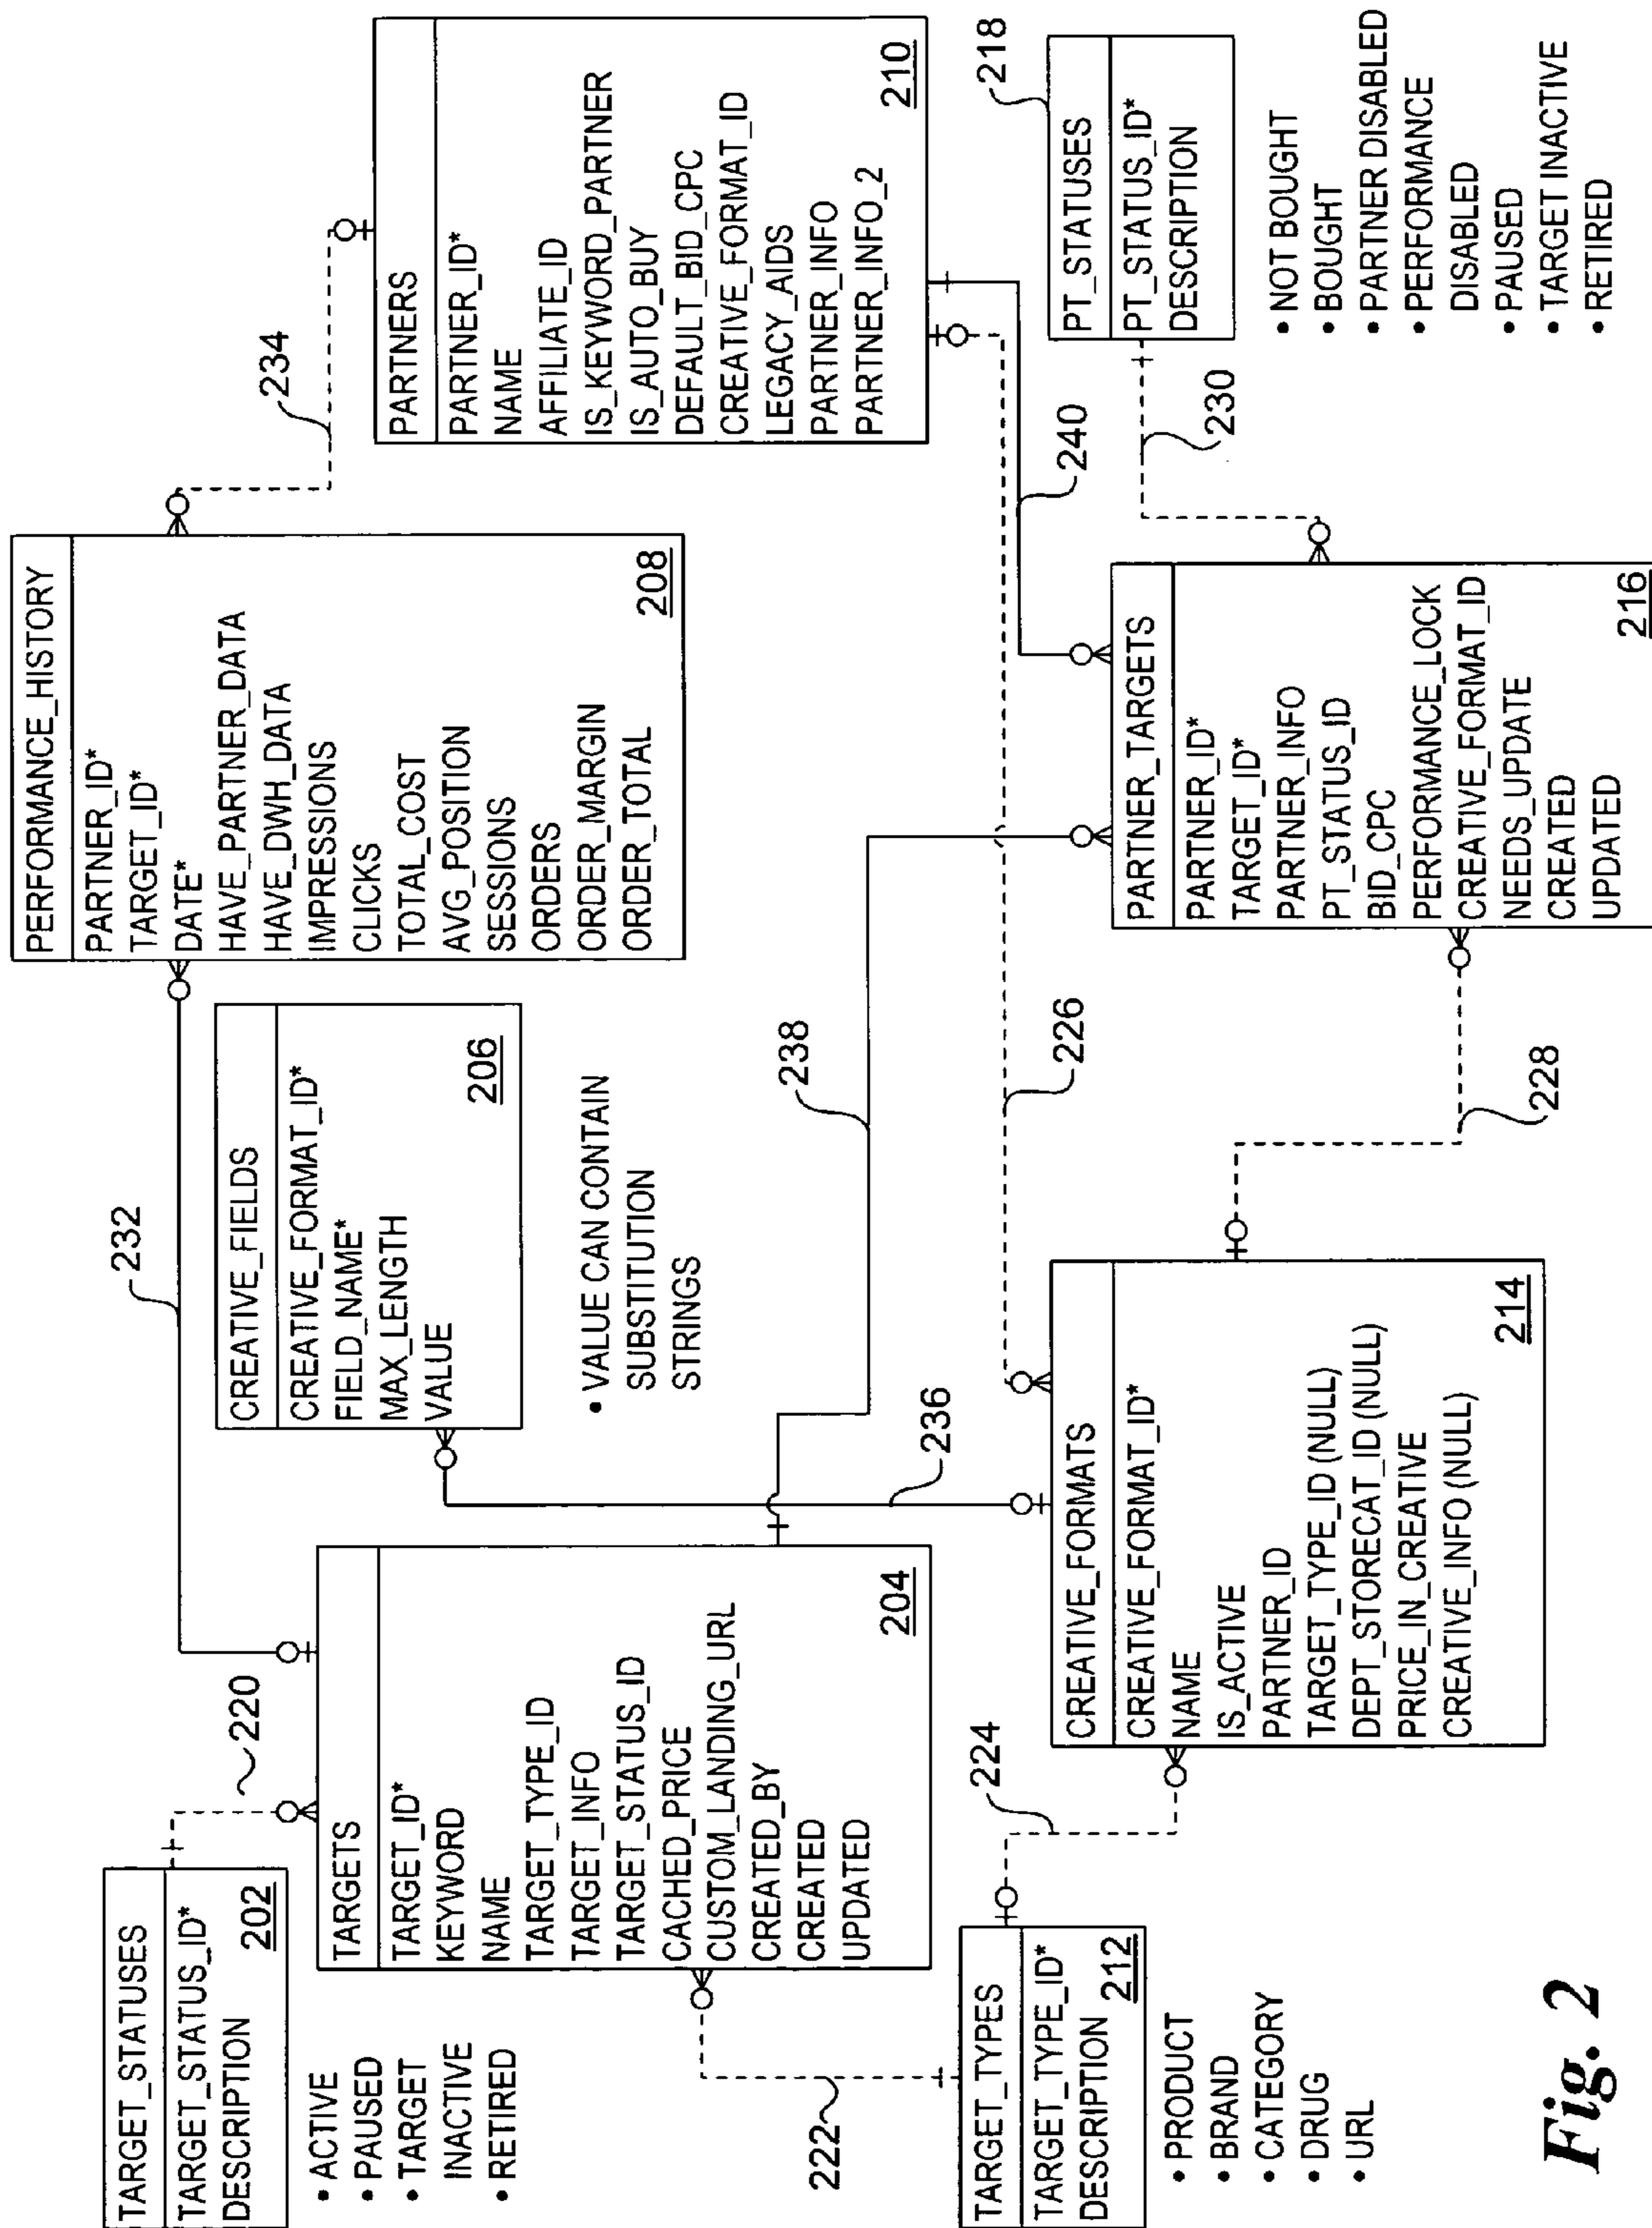 TARGET_STATUSES
TARGET_STATUS_ID*
DESCRIPTION
202
• ACTIVE
• PAUSED
• TARGET
INACTIVE
• RETIRED
220
TARGETS
TARGET_ID*
KEYWORD
NAME
TARGET_TYPE_ID
TARGET_INFO
TARGET_STATUS_ID
CACHED_PRICE
CUSTOM_LANDING_URL
CREATED_BY
CREATED
UPDATED
204
232
CREATIVE_FIELDS
CREATIVE_FORMAT_ID*
FIELD_NAME*
MAX_LENGTH
VALUE
206
• VALUE CAN CONTAIN
SUBSTITUTION
STRINGS
PERFORMANCE_HISTORY
PARTNER_ID*
TARGET_ID*
DATE*
HAVE_PARTNER_DATA
HAVE_DWH_DATA
IMPRESSIONS
CLICKS
TOTAL_COST
AVG_POSITION
SESSIONS
ORDERS
ORDER_MARGIN
ORDER_TOTAL
208
234
PARTNERS
PARTNER_ID*
NAME
AFFILIATE_ID
IS_KEYWORD_PARTNER
IS_AUTO_BUY
DEFAULT_BID_CPC
CREATIVE_FORMAT_ID
LEGACY_AIDS
PARTNER_INFO
PARTNER_INFO_2
210
222
236
238
226
240
TARGET_TYPES
TARGET_TYPE_ID*
DESCRIPTION
212
• PRODUCT
• BRAND
• CATEGORY
• DRUG
• URL
224
CREATIVE_FORMATS
CREATIVE_FORMAT_ID*
NAME
IS_ACTIVE
PARTNER_ID
TARGET_TYPE_ID (NULL)
DEPT_STORECAT_ID (NULL)
PRICE_IN_CREATIVE
CREATIVE_INFO (NULL)
214
228
PARTNER_TARGETS
PARTNER_ID*
TARGET_ID*
PARTNER_INFO
PT_STATUS_ID
BID_CPC
PERFORMANCE_LOCK
CREATIVE_FORMAT_ID
NEEDS_UPDATE
CREATED
UPDATED
216
230
218
PT_STATUSES
PT_STATUS_ID*
DESCRIPTION
• NOT BOUGHT
• BOUGHT
• PARTNER DISABLED
• PERFORMANCE
DISABLED
• PAUSED
• TARGET INACTIVE
• RETIRED
Fig. 2